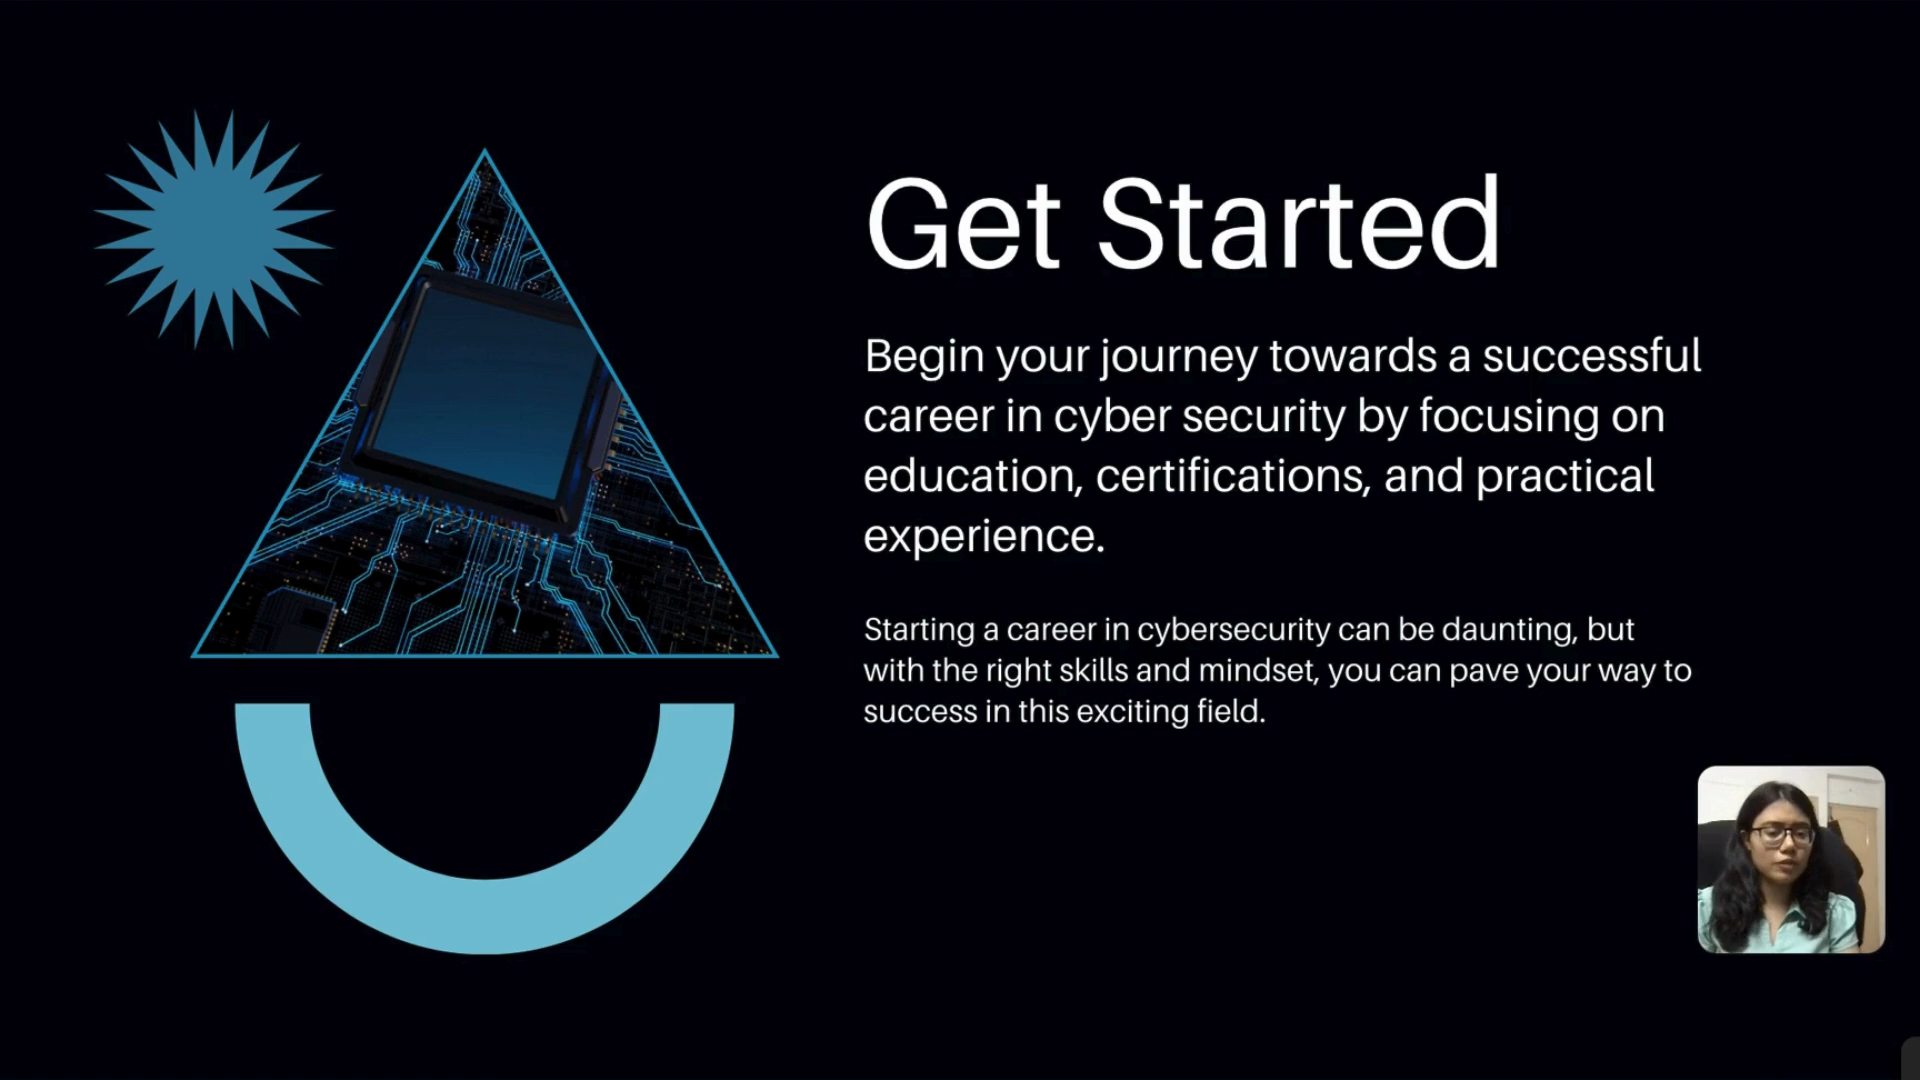 Get Started
Begin your journey towards a successful
career in cyber security by focusing on
education, certifications, and practical
experience.
Starting a career in cybersecurity can be daunting, but
with the right skills and mindset, you can pave your way to
success in this exciting field.